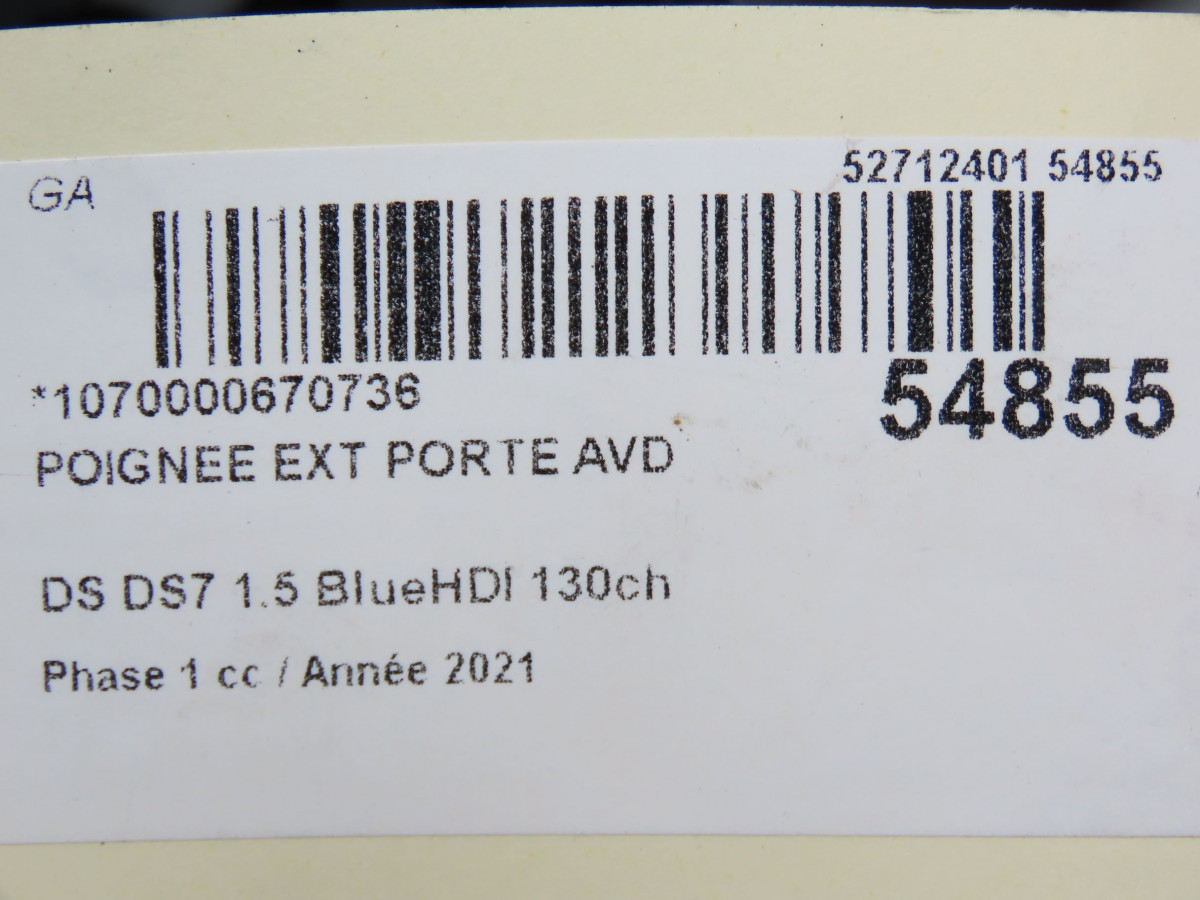 GA
52712401 54855
*1070000670736
54855
POIGNEE EXT PORTE AVD
DS DS7 1.5 BlueHDI 130ch
Phase 1 cc / Année 2021